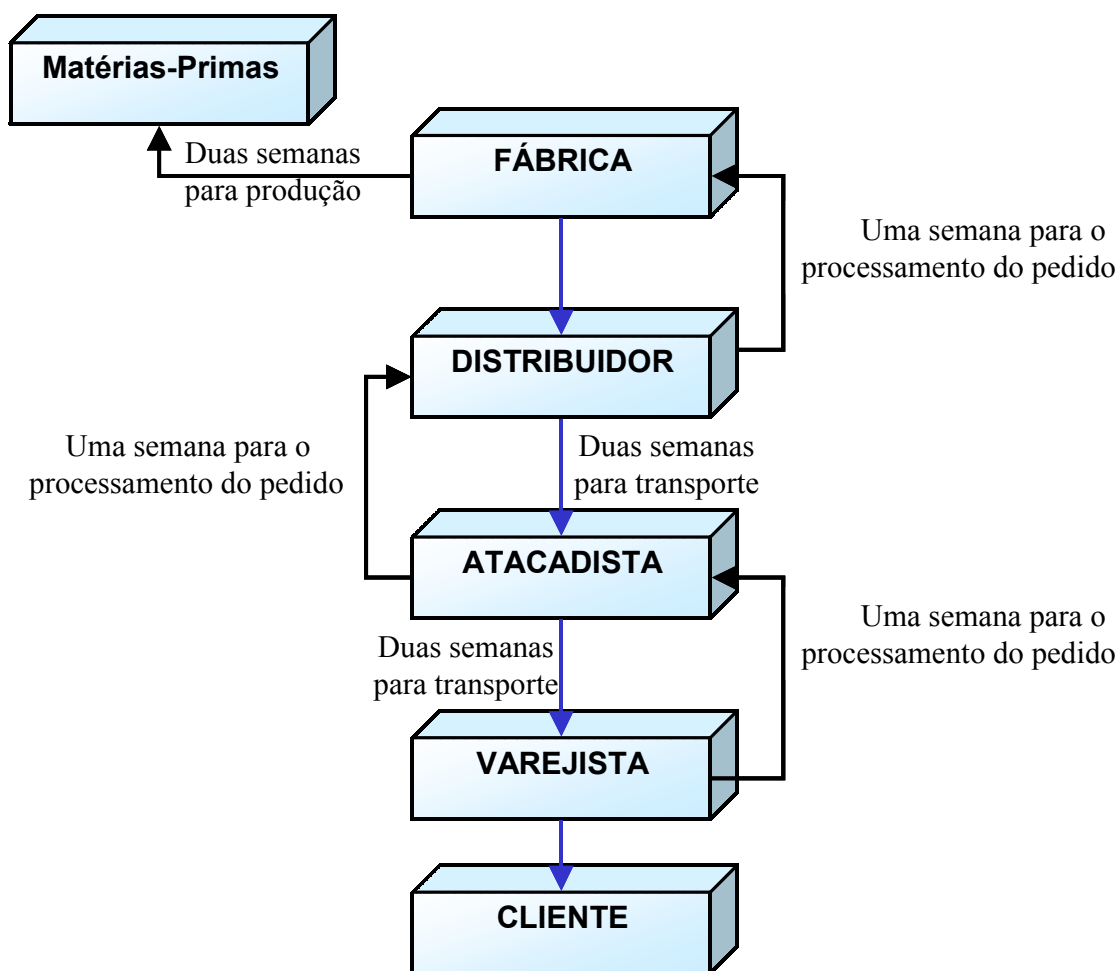 Matérias-Primas
Duas semanas
para produção
FÁBRICA
Uma semana para o
processamento do pedido
DISTRIBUIDOR
Uma semana para o
processamento do pedido
Duas semanas
para transporte
ATACADISTA
Uma semana para o
processamento do pedido
Duas semanas
para transporte
VAREJISTA
CLIENTE